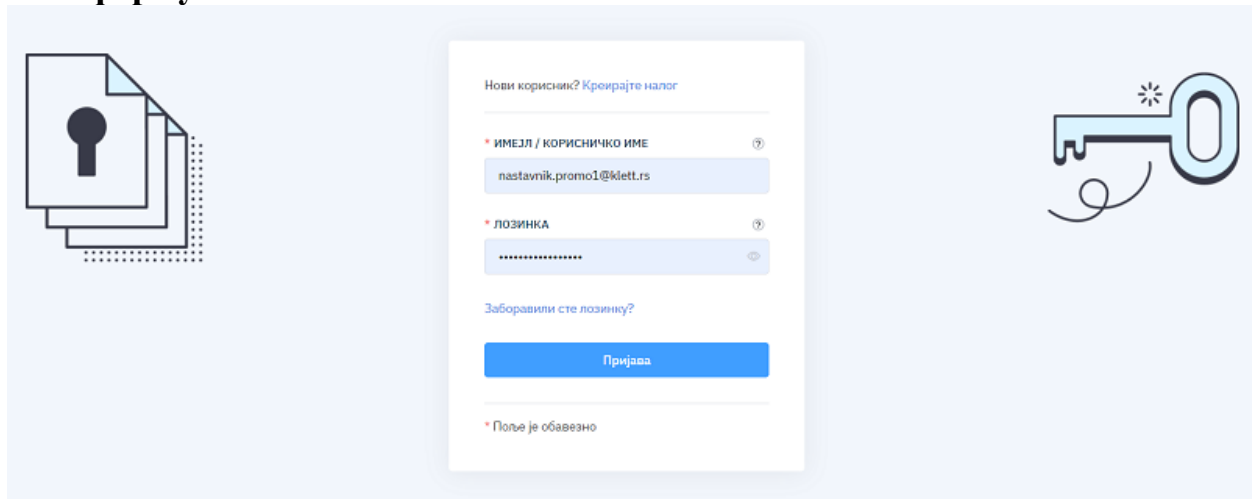 Нови корисник? Креирајте налог
* ИМЕЈЛ / КОРИСНИЧКО ИМЕ
nastavnik.promo1@klett.rs
* ЛОЗИНКА
•••••••••••••••••
Заборавили сте лозинку?
Пријава
* Поље је обавезно